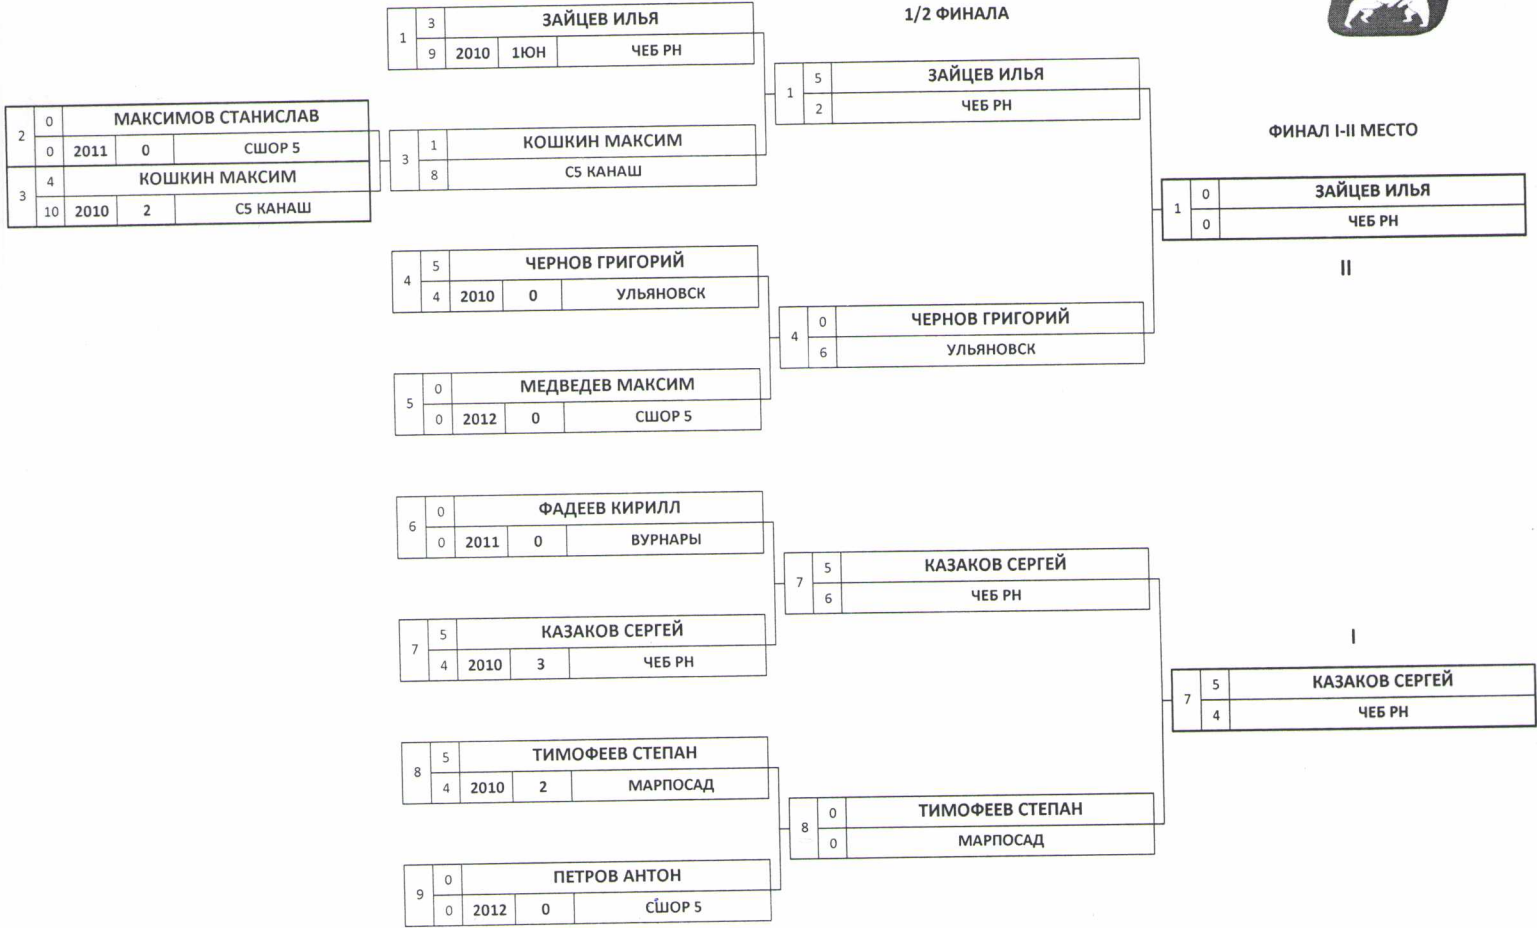 1/2 ФИНАЛА
ФИНАЛ I-II МЕСТО
2 0 МАКСИМОВ СТАНИСЛАВ
0 2011 0 СШОР 5
3 4 КОШКИН МАКСИМ
10 2010 2 С5 КАНАШ
1 3 ЗАЙЦЕВ ИЛЬЯ
9 2010 1ЮН ЧЕБ РН
3 1 КОШКИН МАКСИМ
8 С5 КАНАШ
4 5 ЧЕРНОВ ГРИГОРИЙ
4 2010 0 УЛЬЯНОВСК
5 0 МЕДВЕДЕВ МАКСИМ
0 2012 0 СШОР 5
6 0 ФАДЕЕВ КИРИЛЛ
0 2011 0 ВУРНАРЫ
7 5 КАЗАКОВ СЕРГЕЙ
4 2010 3 ЧЕБ РН
8 5 ТИМОФЕЕВ СТЕПАН
4 2010 2 МАРПОСАД
9 0 ПЕТРОВ АНТОН
0 2012 0 СШОР 5
1 5 ЗАЙЦЕВ ИЛЬЯ
2 ЧЕБ РН
4 0 ЧЕРНОВ ГРИГОРИЙ
6 УЛЬЯНОВСК
7 5 КАЗАКОВ СЕРГЕЙ
6 ЧЕБ РН
8 0 ТИМОФЕЕВ СТЕПАН
0 МАРПОСАД
1 0 ЗАЙЦЕВ ИЛЬЯ
0 ЧЕБ РН
II
I
7 5 КАЗАКОВ СЕРГЕЙ
4 ЧЕБ РН